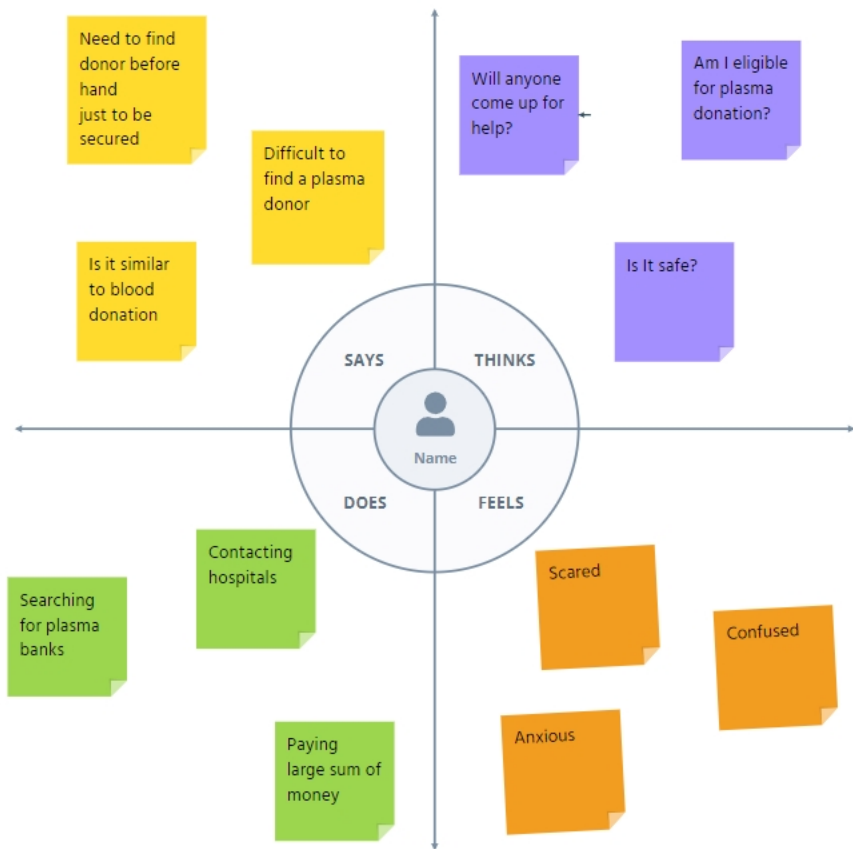 Need to find
donor before
hand
just to be
secured
Difficult to
find a plasma
donor
Is it similar
to blood
donation
Will anyone
come up for
help?
Am I eligible
for plasma
donation?
Is It safe?
SAYS
THINKS
Name
DOES
FEELS
Contacting
hospitals
Searching
for plasma
banks
Paying
large sum of
money
Scared
Confused
Anxious